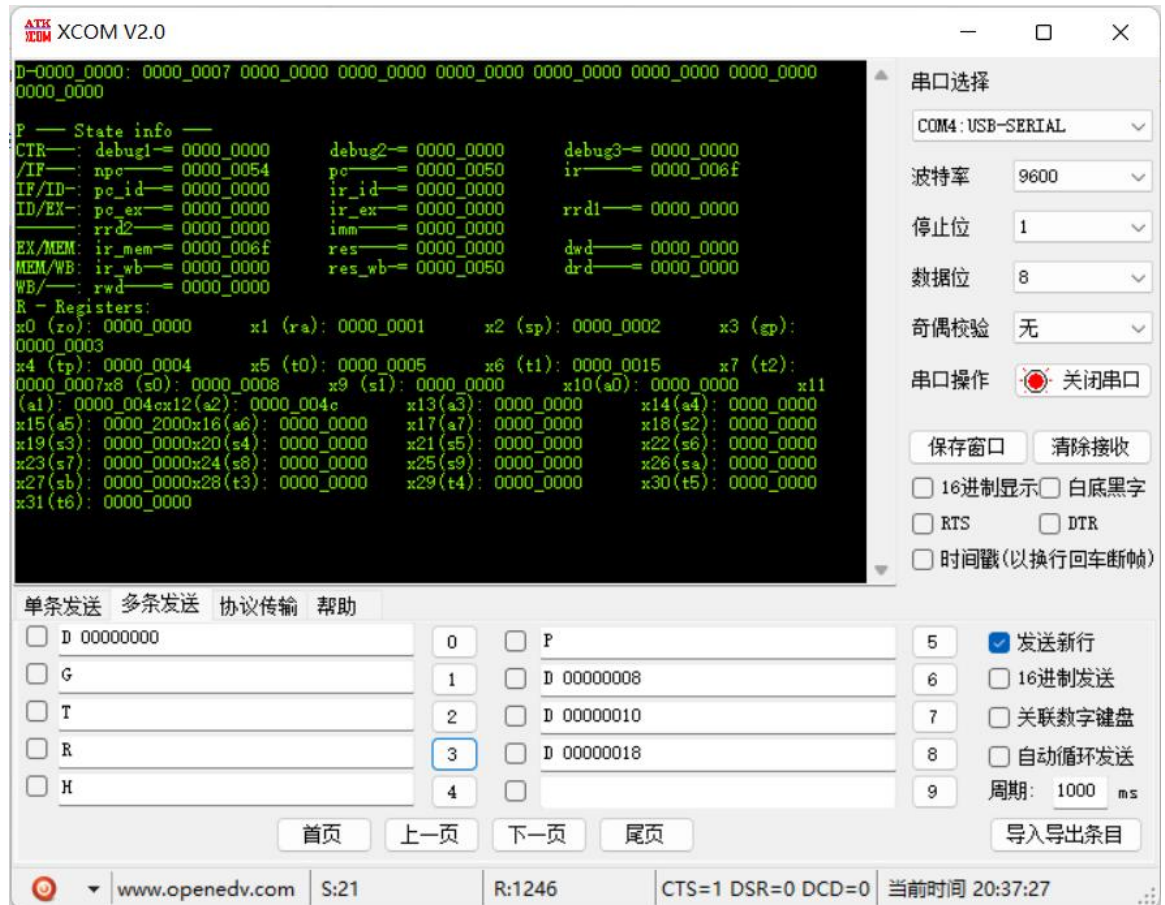 ATK XCOM XCOM V2.0
D-0000_0000: 0000_0007 0000_0000 0000_0000 0000_0000 0000_0000 0000_0000 0000_0000
0000_0000
P —— State info ——
CTR——: debug1-= 0000_0000 debug2-= 0000_0000 debug3-= 0000_0000
/IF——: npc——= 0000_0054 pc———= 0000_0050 ir———= 0000_006f
IF/ID-: pc_id——= 0000_0000 ir_id——= 0000_0000
ID/EX-: pc_ex——= 0000_0000 ir_ex——= 0000_0000 rrd1——= 0000_0000
————: rrd2——= 0000_0000 imm——= 0000_0000
EX/MEM: ir_mem-= 0000_006f res——= 0000_0000 dwd——= 0000_0000
MEM/WB: ir_wb——= 0000_0000 res_wb-= 0000_0050 drd——= 0000_0000
WB/——: rwd——= 0000_0000
R - Registers:
x0 (zo): 0000_0000 x1 (ra): 0000_0001 x2 (sp): 0000_0002 x3 (gp):
0000_0003
x4 (tp): 0000_0004 x5 (t0): 0000_0005 x6 (t1): 0000_0015 x7 (t2):
0000_0007x8 (s0): 0000_0008 x9 (s1): 0000_0000 x10(a0): 0000_0000 x11
(a1): 0000_004cx12(a2): 0000_004c x13(a3): 0000_0000 x14(a4): 0000_0000
x15(a5): 0000_2000x16(a6): 0000_0000 x17(a7): 0000_0000 x18(s2): 0000_0000
x19(s3): 0000_0000x20(s4): 0000_0000 x21(s5): 0000_0000 x22(s6): 0000_0000
x23(s7): 0000_0000x24(s8): 0000_0000 x25(s9): 0000_0000 x26(sa): 0000_0000
x27(sb): 0000_0000x28(t3): 0000_0000 x29(t4): 0000_0000 x30(t5): 0000_0000
x31(t6): 0000_0000
串口选择
COM4:USB-SERIAL
波特率 9600
停止位 1
数据位 8
奇偶校验 无
串口操作 关闭串口
保存窗口 清除接收
16进制显示 白底黑字
RTS DTR
时间戳(以换行回车断帧)
单条发送 多条发送 协议传输 帮助
D 00000000 0 P 5 发送新行
G 1 D 00000008 6 16进制发送
T 2 D 00000010 7 关联数字键盘
R 3 D 00000018 8 自动循环发送
H 4 9 周期: 1000 ms
首页 上一页 下一页 尾页 导入导出条目
www.openedv.com S:21 R:1246 CTS=1 DSR=0 DCD=0 当前时间 20:37:27